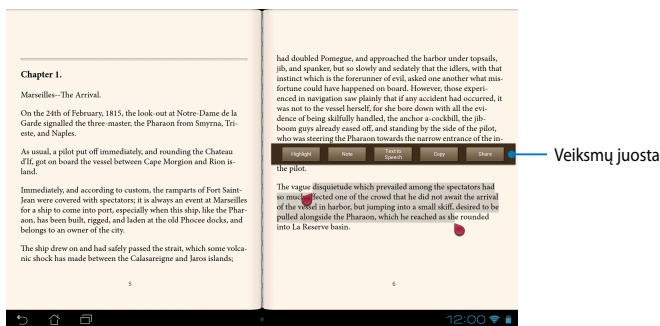 Chapter 1.
Marseilles--The Arrival.
On the 24th of February, 1815, the look-out at Notre-Dame de la
Garde signalled the three-master, the Pharaon from Smyrna, Tri-
este, and Naples.
As usual, a pilot put off immediately, and rounding the Chateau
d'If, got on board the vessel between Cape Morgion and Rion is-
land.
Immediately, and according to custom, the ramparts of Fort Saint-
Jean were covered with spectators; it is always an event at Marseilles
for a ship to come into port, especially when this ship, like the Phar-
aon, has been built, rigged, and laden at the old Phocee docks, and
belongs to an owner of the city.
The ship drew on and had safely passed the strait, which some volca-
nic shock has made between the Calasareigne and Jaros islands;
5
had doubled Pomegue, and approached the harbor under topsails,
jib, and spanker, but so slowly and sedately that the idlers, with that
instinct which is the forerunner of evil, asked one another what mis-
fortune could have happened on board. However, those experi-
enced in navigation saw plainly that if any accident had occurred, it
was not to the vessel herself, for she bore down with all the evi-
dence of being skilfully handled, the anchor a-cockbill, the jib-
boom guys already eased off, and standing by the side of the pilot,
who was steering the Pharaon towards the narrow entrance of the in-
Highlight Note Text to Speech Copy Share
Veiksmų juosta
the pilot.
The vague disquietude which prevailed among the spectators had
so much affected one of the crowd that he did not await the arrival
of the vessel in harbor, but jumping into a small skiff, desired to be
pulled alongside the Pharaon, which he reached as she rounded
into La Reserve basin.
6
12:00